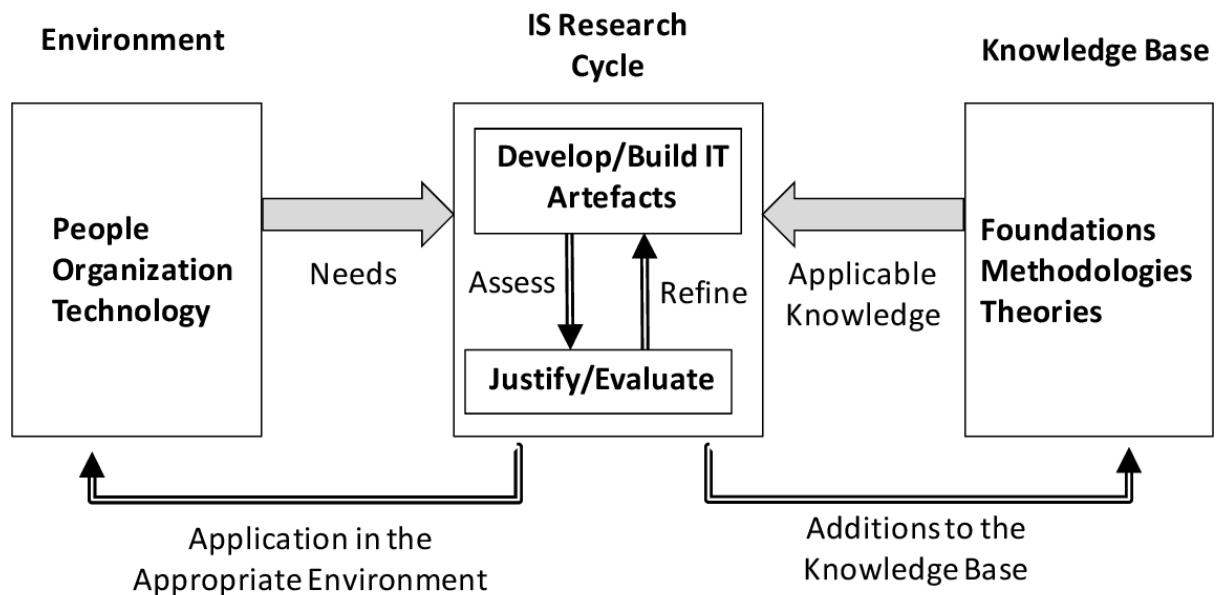 Environment
IS Research
Cycle
Knowledge Base
People
Organization
Technology
Needs
Develop/Build IT
Artefacts
Assess
Refine
Justify/Evaluate
Applicable
Knowledge
Foundations
Methodologies
Theories
Application in the
Appropriate Environment
Additions to the
Knowledge Base